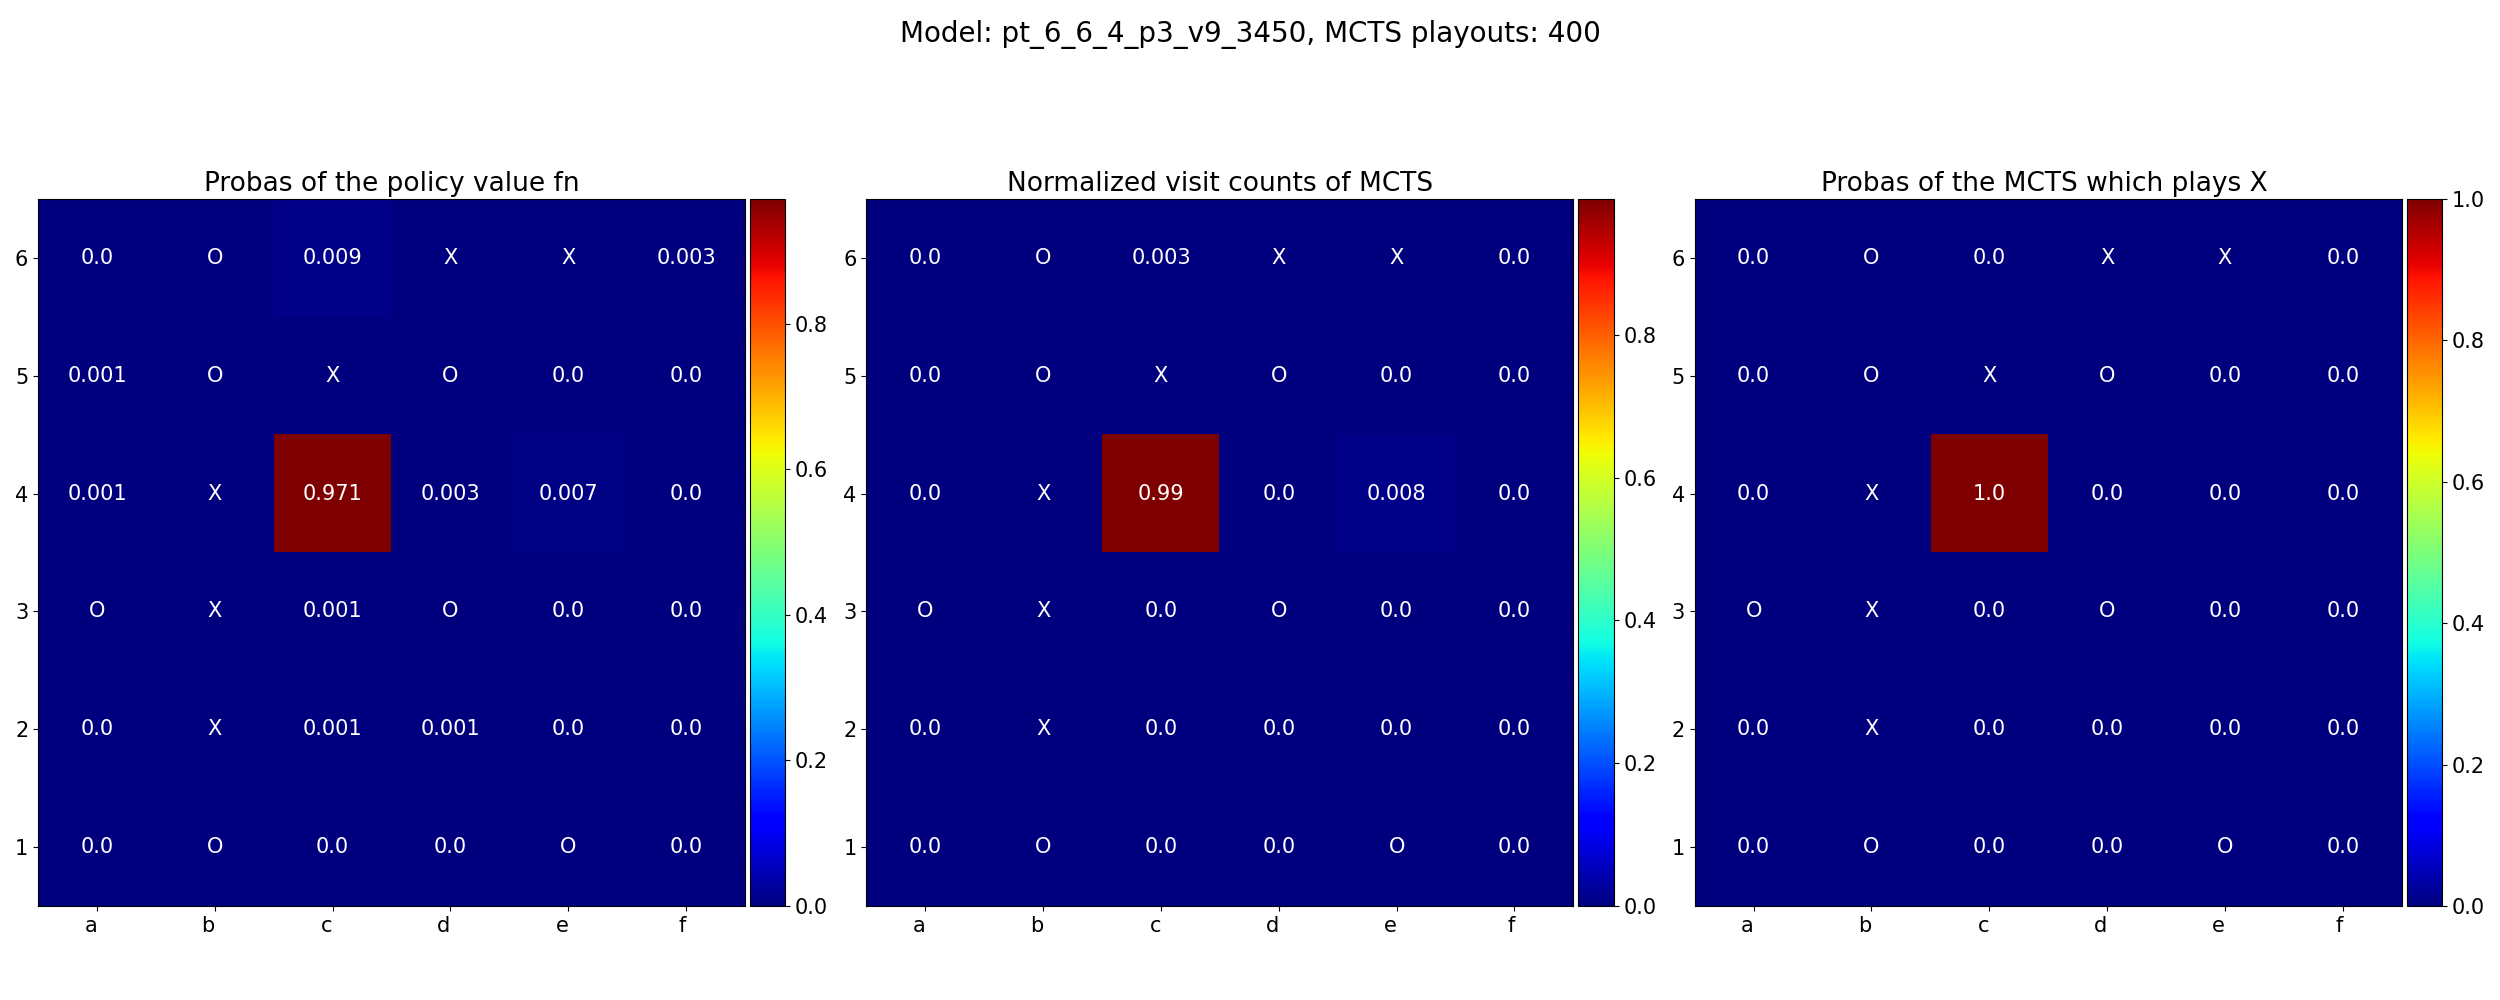 Model: pt_6_6_4_p3_v9_3450, MCTS playouts: 400
Probas of the policy value fn
6 0.0 O 0.009 X X 0.003
5 0.001 O X O 0.0 0.0
4 0.001 X 0.971 0.003 0.007 0.0
3 O X 0.001 O 0.0 0.0
2 0.0 X 0.001 0.001 0.0 0.0
1 0.0 O 0.0 0.0 O 0.0
a b c d e f
0.8
0.6
0.4
0.2
0.0
Normalized visit counts of MCTS
6 0.0 O 0.003 X X 0.0
5 0.0 O X O 0.0 0.0
4 0.0 X 0.99 0.0 0.008 0.0
3 O X 0.0 O 0.0 0.0
2 0.0 X 0.0 0.0 0.0 0.0
1 0.0 O 0.0 0.0 O 0.0
a b c d e f
0.8
0.6
0.4
0.2
0.0
Probas of the MCTS which plays X
6 0.0 O 0.0 X X 0.0
5 0.0 O X O 0.0 0.0
4 0.0 X 1.0 0.0 0.0 0.0
3 O X 0.0 O 0.0 0.0
2 0.0 X 0.0 0.0 0.0 0.0
1 0.0 O 0.0 0.0 O 0.0
a b c d e f
1.0
0.8
0.6
0.4
0.2
0.0